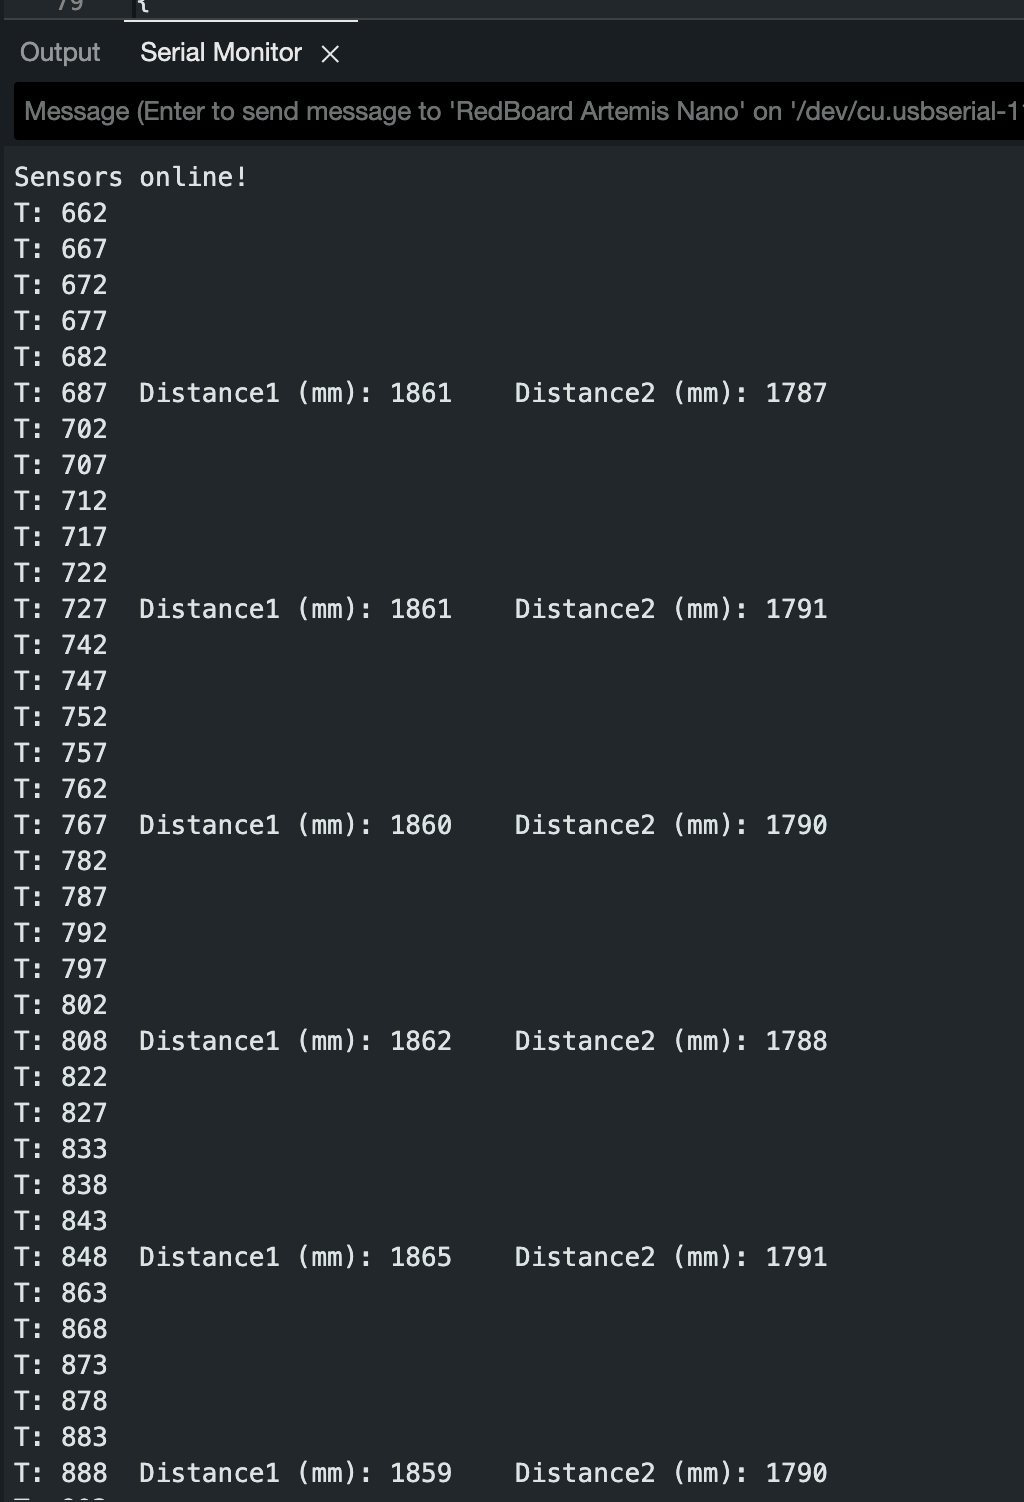 79 {
Output Serial Monitor
Message (Enter to send message to 'RedBoard Artemis Nano' on '/dev/cu.usbserial-1
Sensors online!
T: 662
T: 667
T: 672
T: 677
T: 682
T: 687 Distance1 (mm): 1861 Distance2 (mm): 1787
T: 702
T: 707
T: 712
T: 717
T: 722
T: 727 Distance1 (mm): 1861 Distance2 (mm): 1791
T: 742
T: 747
T: 752
T: 757
T: 762
T: 767 Distance1 (mm): 1860 Distance2 (mm): 1790
T: 782
T: 787
T: 792
T: 797
T: 802
T: 808 Distance1 (mm): 1862 Distance2 (mm): 1788
T: 822
T: 827
T: 833
T: 838
T: 843
T: 848 Distance1 (mm): 1865 Distance2 (mm): 1791
T: 863
T: 868
T: 873
T: 878
T: 883
T: 888 Distance1 (mm): 1859 Distance2 (mm): 1790